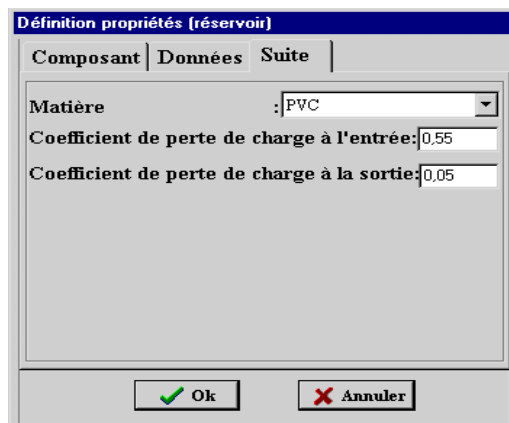 Définition propriétés (réservoir)
Composant Données Suite
Matière : PVC
Coefficient de perte de charge à l'entrée: 0,55
Coefficient de perte de charge à la sortie: 0,05
Ok Annuler